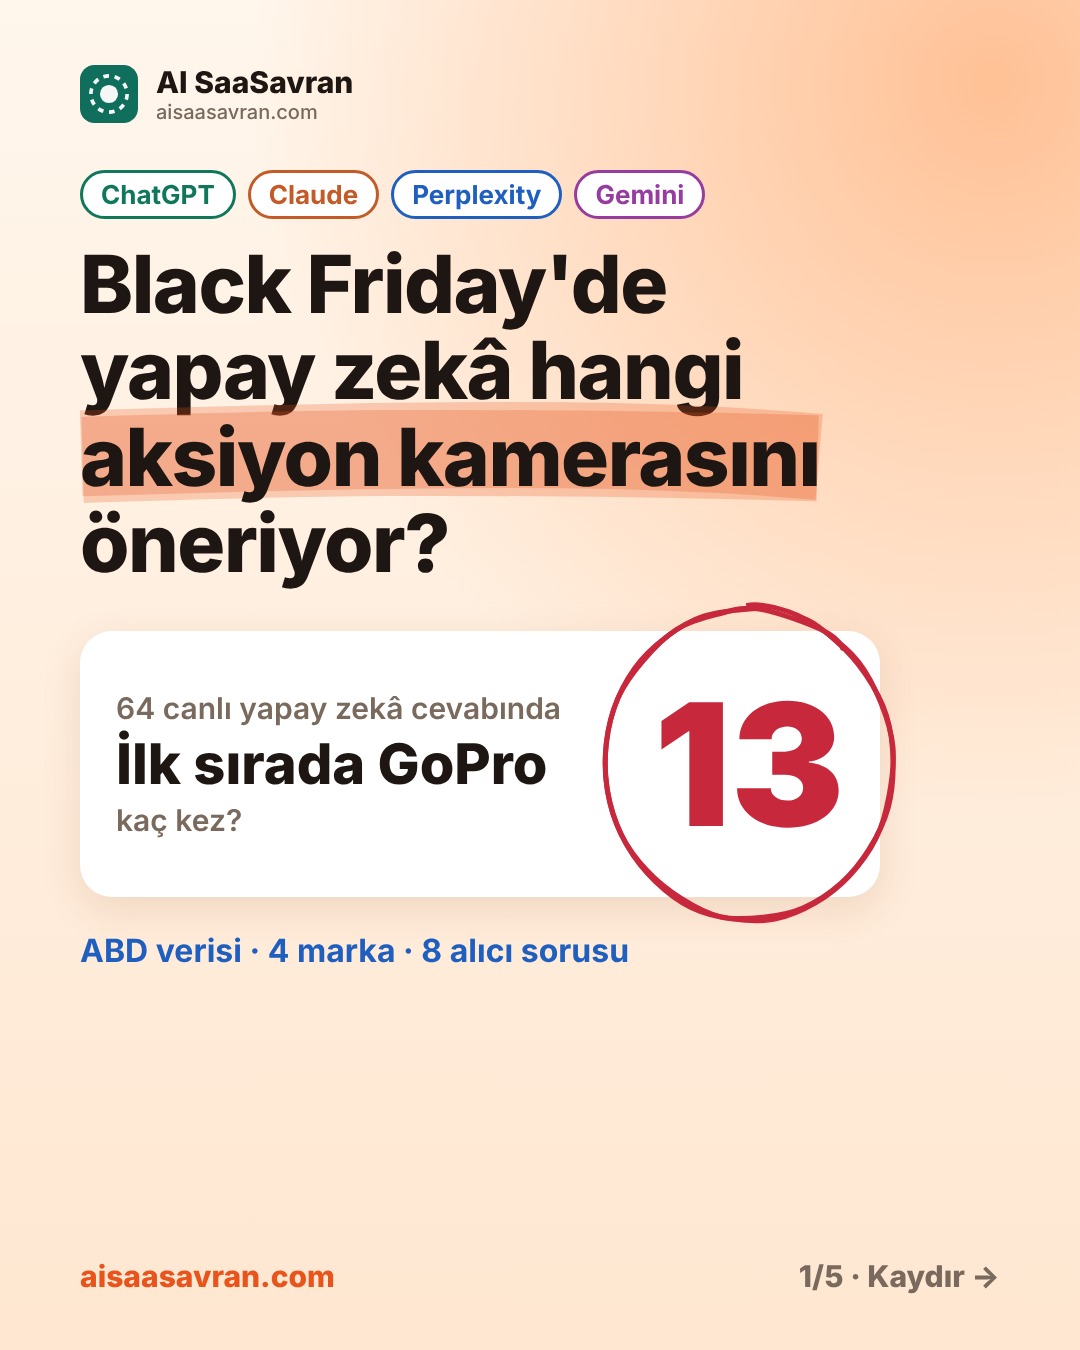 AI SaaSavran
aisaasavran.com
ChatGPT Claude Perplexity Gemini
Black Friday'de
yapay zekâ hangi
aksiyon kamerasını
öneriyor?
64 canlı yapay zekâ cevabında
İlk sırada GoPro
kaç kez?
13
ABD verisi · 4 marka · 8 alıcı sorusu
aisaasavran.com
1/5 · Kaydır →